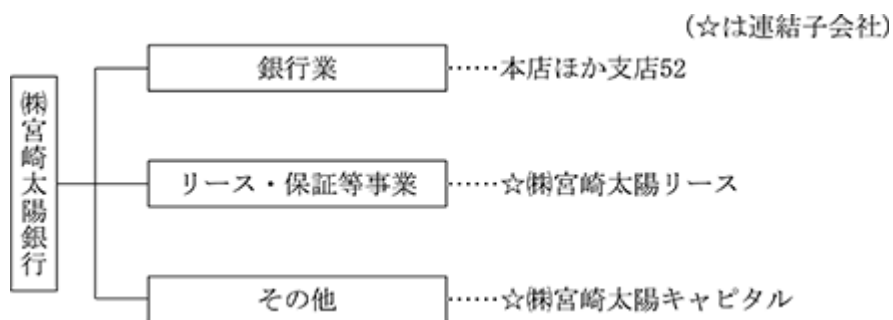 (☆は連結子会社)
㈱宮崎太陽銀行
銀行業……本店ほか支店52
リース・保証等事業……☆㈱宮崎太陽リース
その他……☆㈱宮崎太陽キャピタル